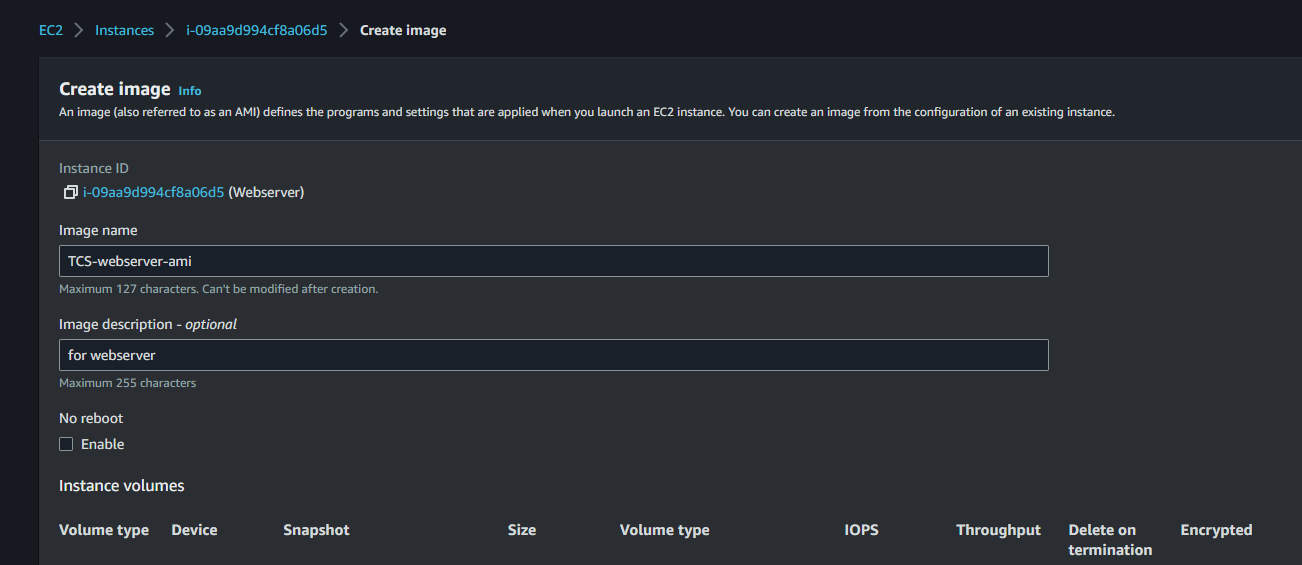 EC2 > Instances > i-09aa9d994cf8a06d5 > Create image
Create image Info
An image (also referred to as an AMI) defines the programs and settings that are applied when you launch an EC2 instance. You can create an image from the configuration of an existing instance.
Instance ID
i-09aa9d994cf8a06d5 (Webserver)
Image name
TCS-webserver-ami
Maximum 127 characters. Can't be modified after creation.
Image description - optional
for webserver
Maximum 255 characters
No reboot
Enable
Instance volumes
Volume type Device Snapshot Size Volume type IOPS Throughput Delete on termination Encrypted